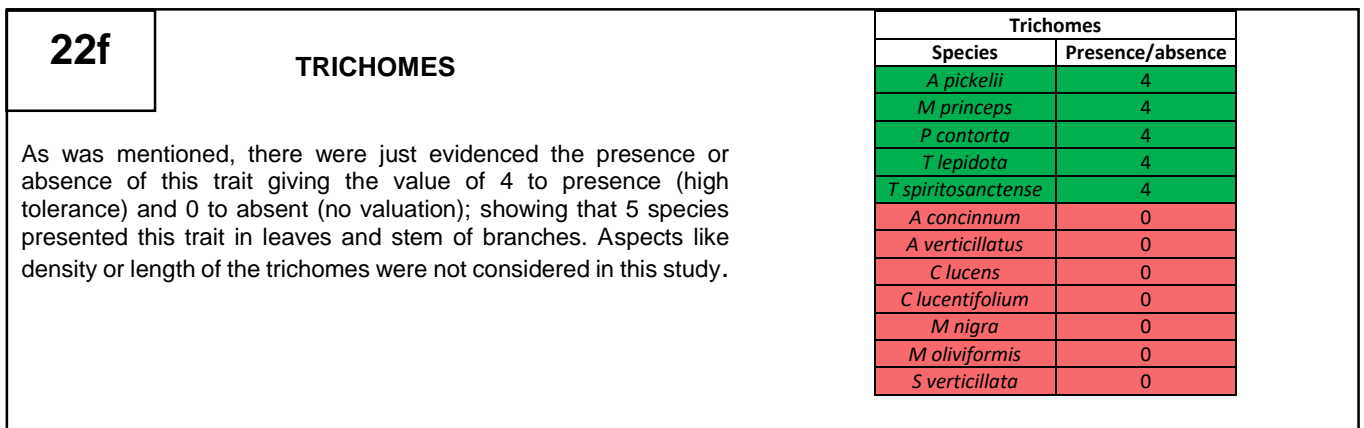 22f
TRICHOMES
As was mentioned, there were just evidenced the presence or
absence of this trait giving the value of 4 to presence (high
tolerance) and 0 to absent (no valuation); showing that 5 species
presented this trait in leaves and stem of branches. Aspects like
density or length of the trichomes were not considered in this study.
Trichomes
Species Presence/absence
A pickelii 4
M princeps 4
P contorta 4
T lepidota 4
T spiritosanctense 4
A concinnum 0
A verticillatus 0
C lucens 0
C lucentifolium 0
M nigra 0
M oliviformis 0
S verticillata 0